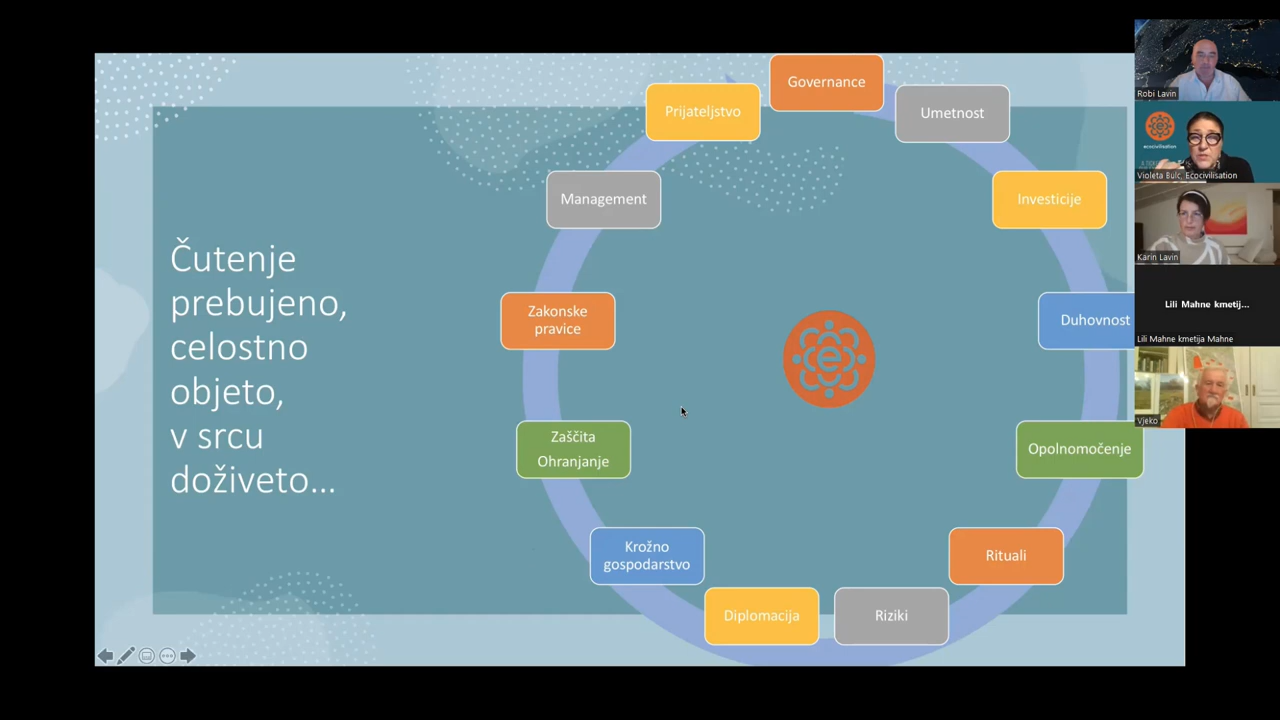 Čutenje
prebujeno,
celostno
objeto,
v srcu
doživeto...
Governance
Umetnost
Investicije
Duhovnost
Opolnomočenje
Rituali
Riziki
Diplomacija
Krožno
gospodarstvo
Zaščita
Ohranjanje
Zakonske
pravice
Management
Prijateljstvo
e
Robi Lavin
e
ecocivilisation
Violeta Bulc, Ecocivilisation
Karin Lavin
Lili Mahne kmetij...
Lili Mahne kmetija Mahne
Vjeko